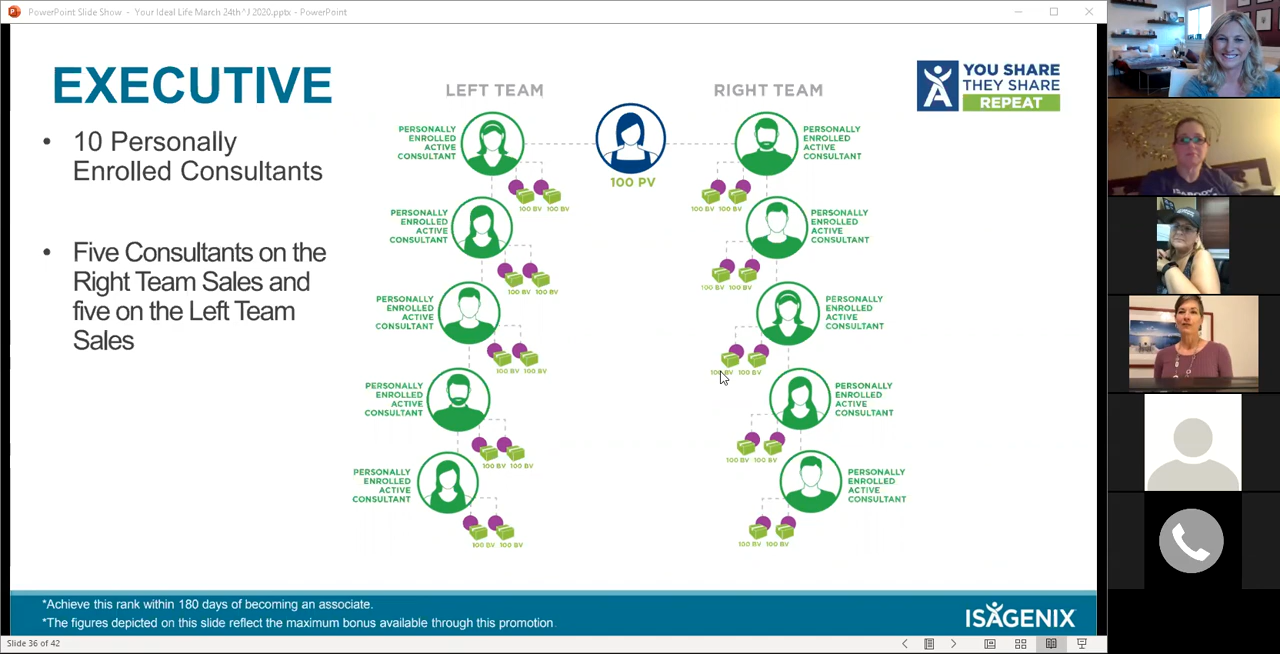 PowerPoint Slide Show - Your Ideal Life March 24th^J 2020.pptx - PowerPoint
EXECUTIVE
• 10 Personally
Enrolled Consultants
• Five Consultants on the
Right Team Sales and
five on the Left Team
Sales
LEFT TEAM
RIGHT TEAM
YOU SHARE
THEY SHARE
REPEAT
100 PV
PERSONALLY
ENROLLED
ACTIVE
CONSULTANT
100 BV 100 BV
PERSONALLY
ENROLLED
ACTIVE
CONSULTANT
100 BV 100 BV
PERSONALLY
ENROLLED
ACTIVE
CONSULTANT
100 BV 100 BV
PERSONALLY
ENROLLED
ACTIVE
CONSULTANT
100 BV 100 BV
PERSONALLY
ENROLLED
ACTIVE
CONSULTANT
100 BV 100 BV
PERSONALLY
ENROLLED
ACTIVE
CONSULTANT
100 BV 100 BV
PERSONALLY
ENROLLED
ACTIVE
CONSULTANT
100 BV 100 BV
PERSONALLY
ENROLLED
ACTIVE
CONSULTANT
100 BV 100 BV
PERSONALLY
ENROLLED
ACTIVE
CONSULTANT
100 BV 100 BV
PERSONALLY
ENROLLED
ACTIVE
CONSULTANT
100 BV 100 BV
*Achieve this rank within 180 days of becoming an associate.
*The figures depicted on this slide reflect the maximum bonus available through this promotion
ISAGENIX
Slide 36 of 42